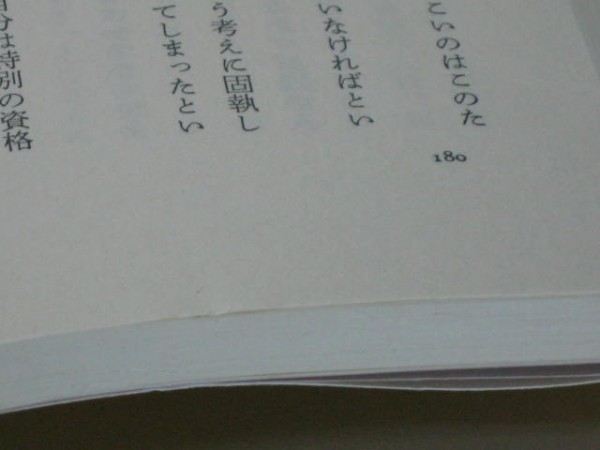 こいのはこのた
いなければとい
う考えに固執し
てしまったとい
自分は特別の資格
180